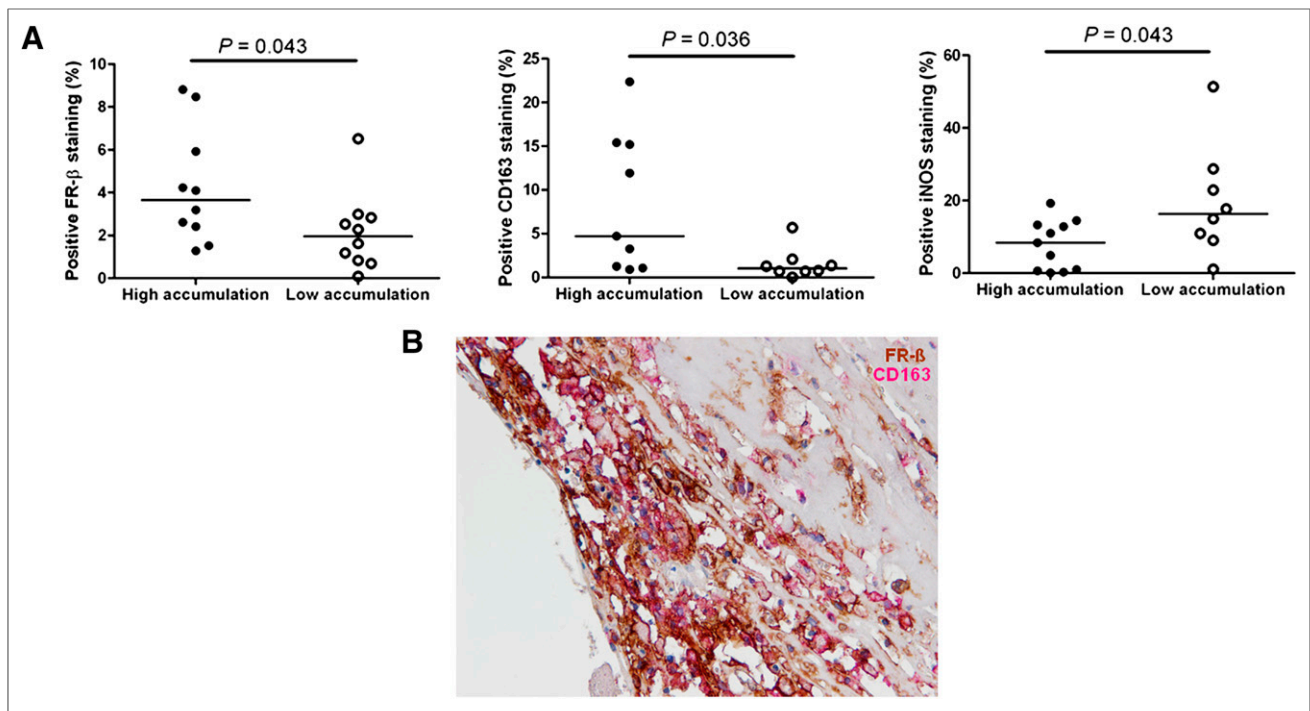 A
P = 0.043
Positive FR-β staining (%)
10
8
6
4
2
0
High accumulation Low accumulation
P = 0.036
Positive CD163 staining (%)
25
20
15
10
5
0
High accumulation Low accumulation
P = 0.043
Positive iNOS staining (%)
60
40
20
0
High accumulation Low accumulation
B
FR-ß
CD163